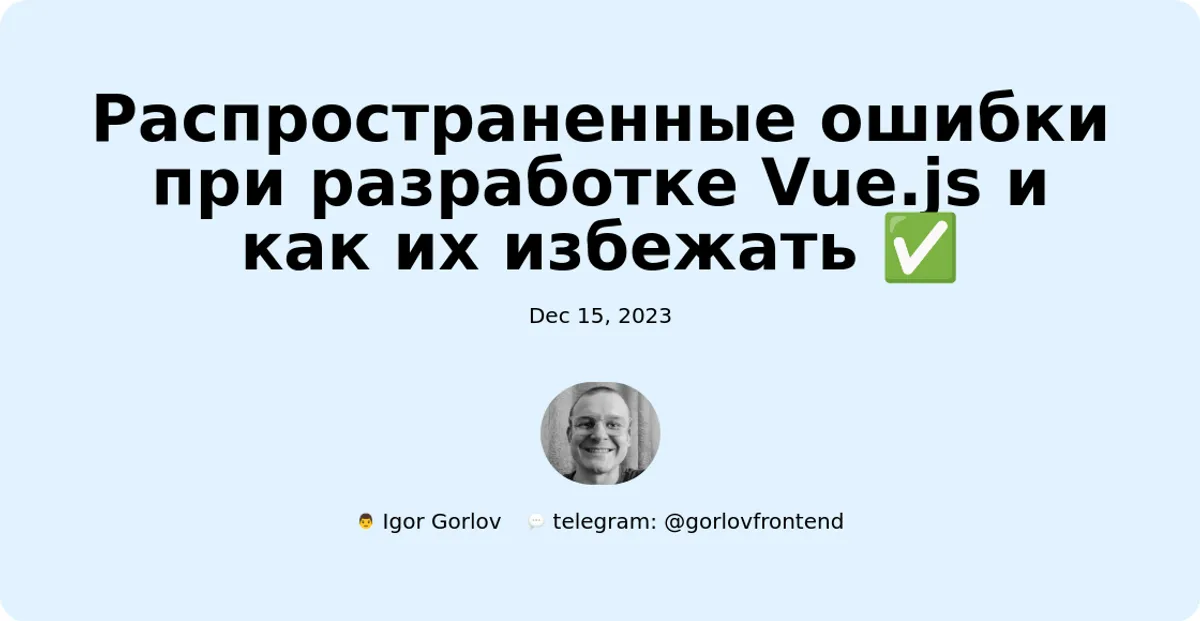 Распространенные ошибки
при разработке Vue.js и
как их избежать ✅
Dec 15, 2023
👨 Igor Gorlov 💬 telegram: @gorlovfrontend